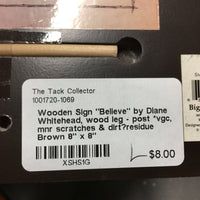 The Tack Collector
1001720-1069
Wooden Sign "Believe" by Diane
Whitehead, wood leg - post *vgc,
mnr scratches & dirt?residue
Brown 8" x 8"
XSHS1G
$8.00
Big